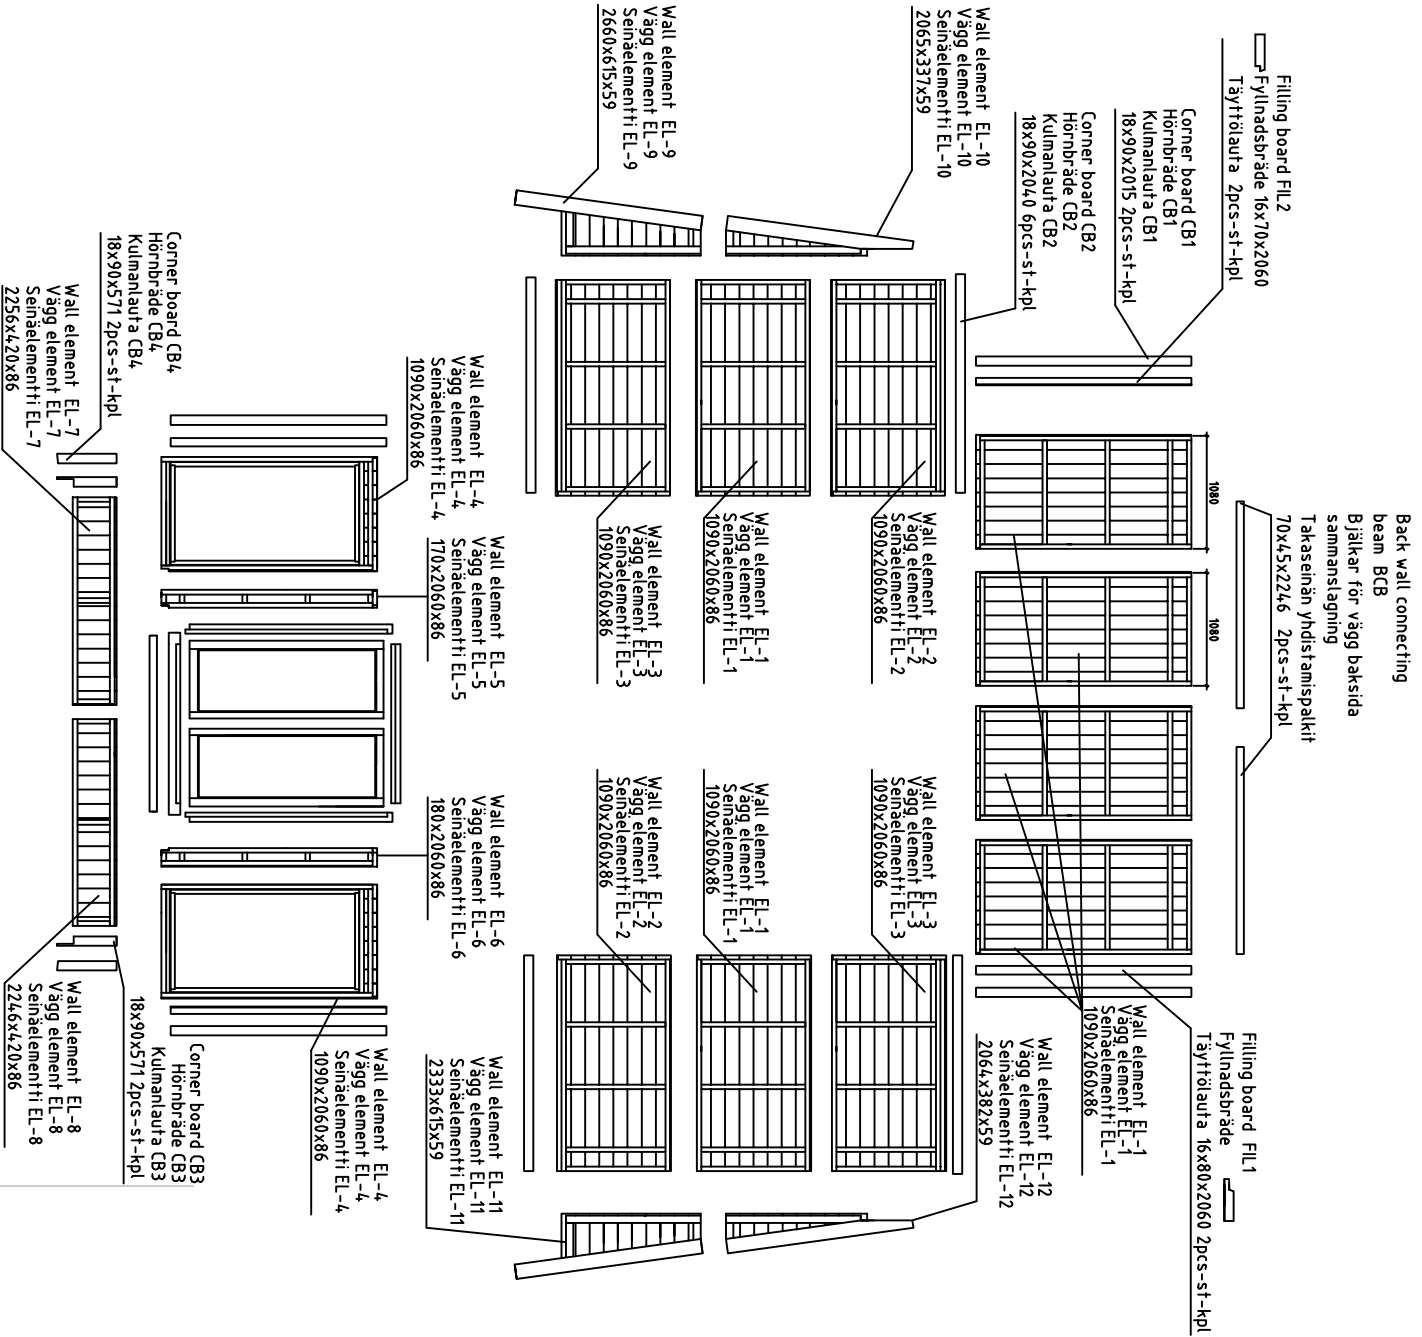 Back wall connecting
beam BCB
Bjälkar för vägg baksida
sammanslagning
Takaseinän yhdistamispalkit
70x45x2246 2pcs-st-kpl
Filling board FIL2
Fyllnadsbräde 16x70x2060
Täyttölauta 2pcs-st-kpl
Corner board CB1
Hörnbräde CB1
Kulmanlauta CB1
18x90x2015 2pcs-st-kpl
Corner board CB2
Hörnbräde CB2
Kulmanlauta CB2
18x90x2040 6pcs-st-kpl
1080
1080
Filling board FIL1
Fyllnadsbräde
Täyttölauta 16x80x2060 2pcs-st-kpl
Wall element EL-1
Vägg element EL-1
Seinäelementti EL-1
1090x2060x86
Wall element EL-10
Vägg element EL-10
Seinäelementti EL-10
2065x337x59
Wall element EL-9
Vägg element EL-9
Seinäelementti EL-9
2660x615x59
Wall element EL-2
Vägg element EL-2
Seinäelementti EL-2
1090x2060x86
Wall element EL-1
Vägg element EL-1
Seinäelementti EL-1
1090x2060x86
Wall element EL-3
Vägg element EL-3
Seinäelementti EL-3
1090x2060x86
Wall element EL-3
Vägg element EL-3
Seinäelementti EL-3
1090x2060x86
Wall element EL-1
Vägg element EL-1
Seinäelementti EL-1
1090x2060x86
Wall element EL-2
Vägg element EL-2
Seinäelementti EL-2
1090x2060x86
Wall element EL-12
Vägg element EL-12
Seinäelementti EL-12
2064x382x59
Wall element EL-11
Vägg element EL-11
Seinäelementti EL-11
2333x615x59
Wall element EL-4
Vägg element EL-4
Seinäelementti EL-4
1090x2060x86
Wall element EL-5
Vägg element EL-5
Seinäelementti EL-5
170x2060x86
Wall element EL-6
Vägg element EL-6
Seinäelementti EL-6
180x2060x86
Wall element EL-4
Vägg element EL-4
Seinäelementti EL-4
1090x2060x86
Corner board CB4
Hörnbräde CB4
Kulmanlauta CB4
18x90x571 2pcs-st-kpl
Wall element EL-7
Vägg element EL-7
Seinäelementti EL-7
2256x420x86
Corner board CB3
Hörnbräde CB3
Kulmanlauta CB3
18x90x571 2pcs-st-kpl
Wall element EL-8
Vägg element EL-8
Seinäelementti EL-8
2246x420x86